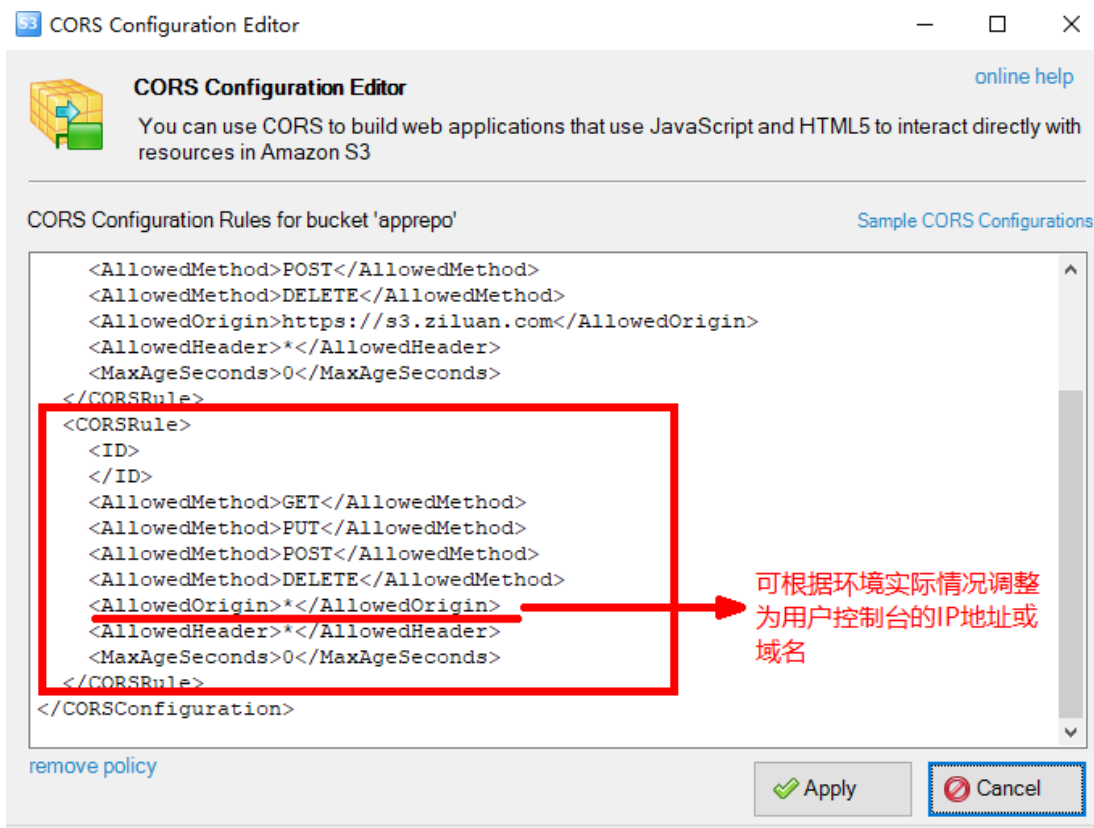 S3 CORS Configuration Editor
online help
CORS Configuration Editor
You can use CORS to build web applications that use JavaScript and HTML5 to interact directly with
resources in Amazon S3
CORS Configuration Rules for bucket 'apprepo'
Sample CORS Configurations
<AllowedMethod>POST</AllowedMethod>
<AllowedMethod>DELETE</AllowedMethod>
<AllowedOrigin>https://s3.ziluan.com</AllowedOrigin>
<AllowedHeader>*</AllowedHeader>
<MaxAgeSeconds>0</MaxAgeSeconds>
</CORSRule>
<CORSRule>
<ID>
</ID>
<AllowedMethod>GET</AllowedMethod>
<AllowedMethod>PUT</AllowedMethod>
<AllowedMethod>POST</AllowedMethod>
<AllowedMethod>DELETE</AllowedMethod>
<AllowedOrigin>*</AllowedOrigin>
<AllowedHeader>*</AllowedHeader>
<MaxAgeSeconds>0</MaxAgeSeconds>
</CORSRule>
</CORSConfiguration>
可根据环境实际情况调整
为用户控制台的IP地址或
域名
remove policy
Apply
Cancel